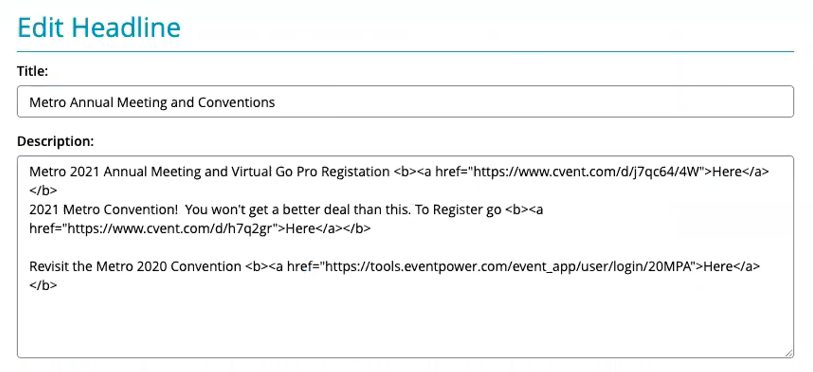 Edit Headline
Title:
Metro Annual Meeting and Conventions
Description:
Metro 2021 Annual Meeting and Virtual Go Pro Registation <b><a href="https://www.cvent.com/d/j7qc64/4W">Here</a>
</b>
2021 Metro Convention!  You won't get a better deal than this. To Register go <b><a
href="https://www.cvent.com/d/h7q2gr">Here</a></b>
Revisit the Metro 2020 Convention <b><a href="https://tools.eventpower.com/event_app/user/login/20MPA">Here</a>
</b>